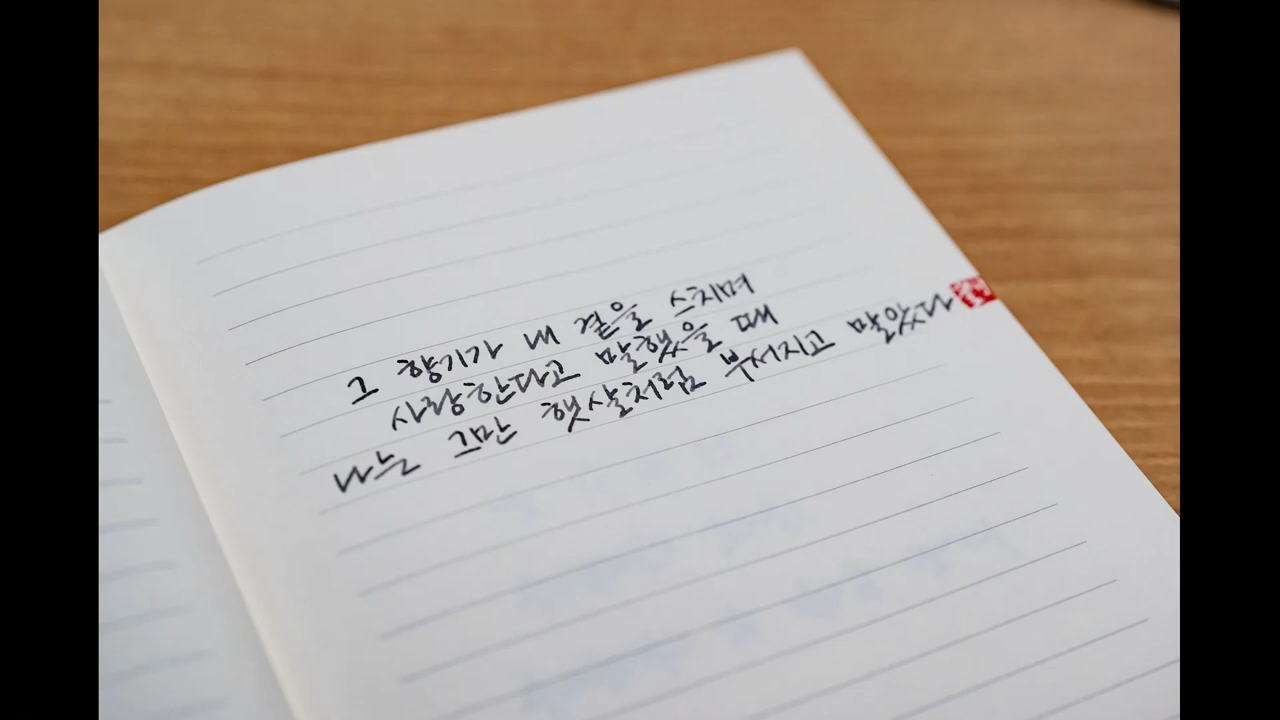 그 향기가 내 곁을 스치며
사랑한다고 말했을 때
나는 그만 햇살처럼 부서지고 말았